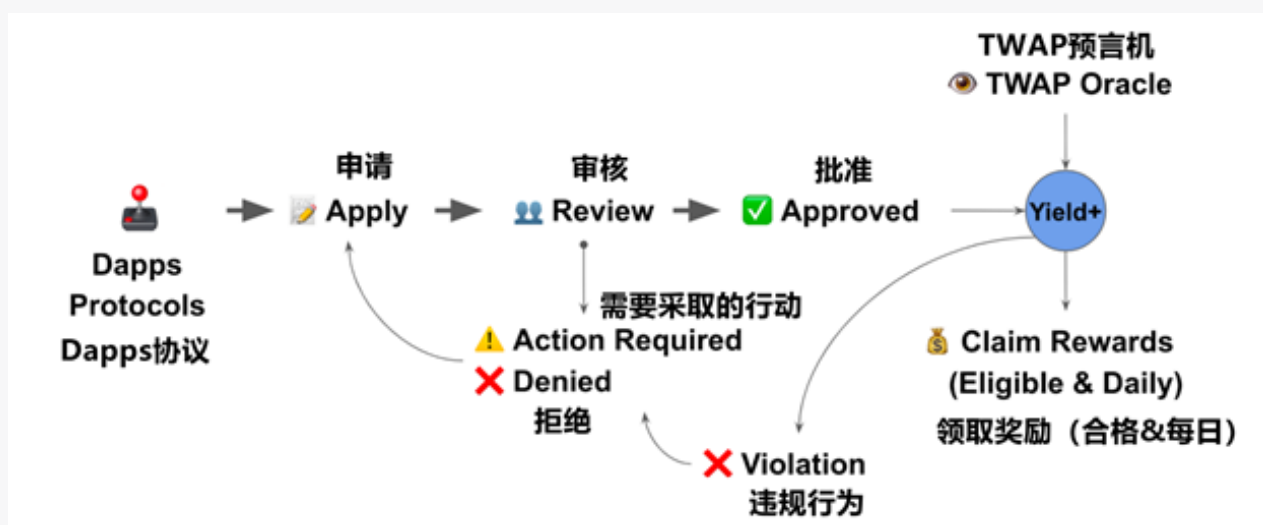 TWAP预言机
TWAP Oracle
申请
Apply
审核
Review
批准
Approved
Yield+
Dapps
Protocols
Dapps协议
需要采取的行动
Action Required
Denied
拒绝
Claim Rewards
(Eligible & Daily)
领取奖励（合格&每日）
Violation
违规行为